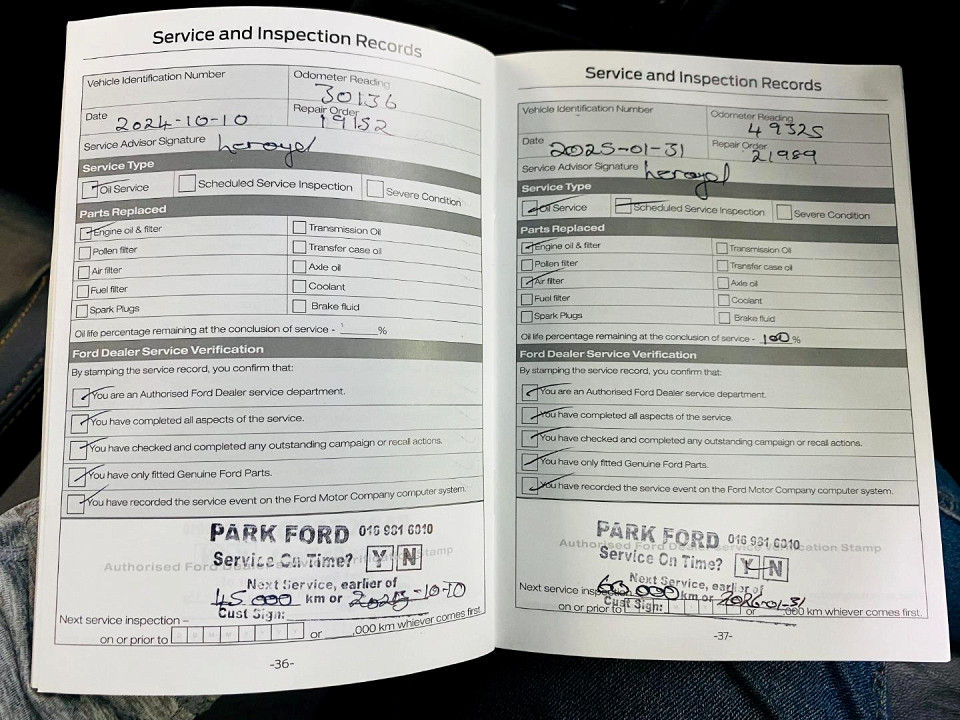 Service and Inspection Records
Vehicle Identification Number
Odometer Reading
30136
Date 2024-10-10
Repair Order
19152
Service Advisor Signature
Service Type
Oil Service
Scheduled Service Inspection
Severe Condition
Parts Replaced
Engine oil & filter
Transmission Oil
Pollen filter
Transfer case oil
Air filter
Axle oil
Fuel filter
Coolant
Spark Plugs
Brake fluid
Oil life percentage remaining at the conclusion of service - %
Ford Dealer Service Verification
By stamping the service record, you confirm that:
You are an Authorised Ford Dealer service department.
You have completed all aspects of the service.
You have checked and completed any outstanding campaign or recall actions.
You have only fitted Genuine Ford Parts.
You have recorded the service event on the Ford Motor Company computer system.
PARK FORD 016 981 6010
Service On Time? Y N
Authorised Ford Dealer Service Verification Stamp
Next Service, earlier of
45 000 km or 2025-10-10
Cust Sign:
Next service inspection -
on or prior to or ,000 km whiever comes first.
-36-
Service and Inspection Records
Vehicle Identification Number
Odometer Reading
49325
Date 2025-01-31
Repair Order
21989
Service Advisor Signature
Service Type
Oil Service
Scheduled Service Inspection
Severe Condition
Parts Replaced
Engine oil & filter
Transmission Oil
Pollen filter
Transfer case oil
Air filter
Axle oil
Fuel filter
Coolant
Spark Plugs
Brake fluid
Oil life percentage remaining at the conclusion of service - 100 %
Ford Dealer Service Verification
By stamping the service record, you confirm that:
You are an Authorised Ford Dealer service department.
You have completed all aspects of the service.
You have checked and completed any outstanding campaign or recall actions.
You have only fitted Genuine Ford Parts.
You have recorded the service event on the Ford Motor Company computer system.
PARK FORD 016 981 6010
Authorised Ford Dealer Service Verification Stamp
Service On Time? Y N
Next Service, earlier of
Next service inspection 60 000 km or 2026-01-31
Cust Sign:
on or prior to or ,000 km whiever comes first.
-37-